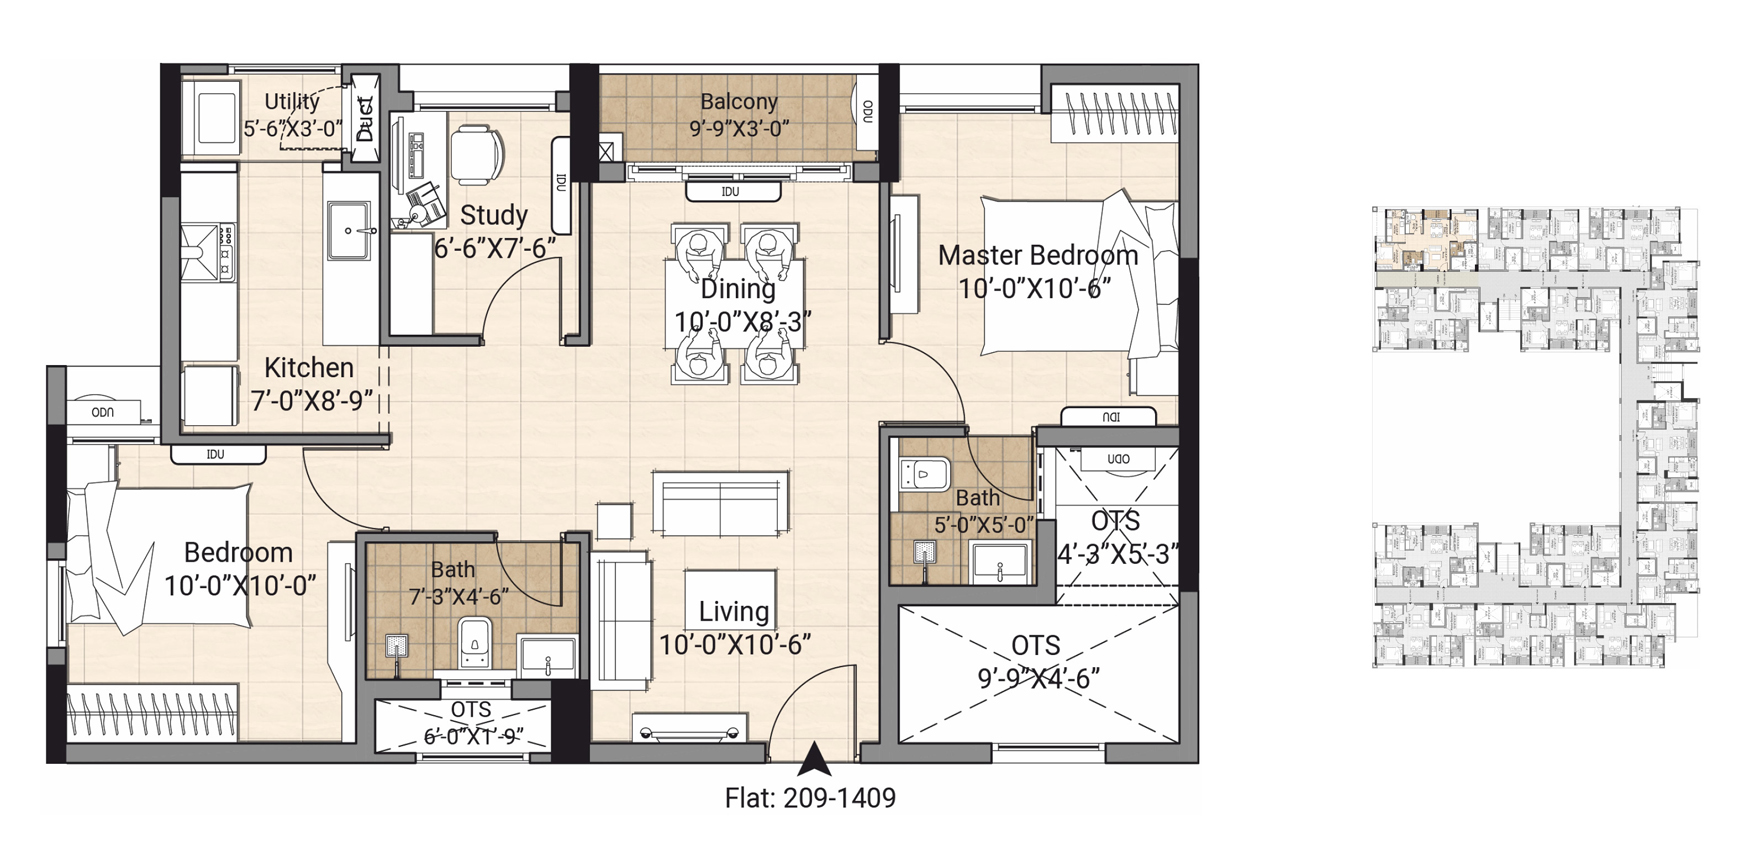 Utility
5'-6"X3'-0"
Duct
Balcony
9'-9"X3'-0"
ODU
IDU
IDU
Study
6'-6"X7'-6"
Master Bedroom
10'-0"X10'-6"
Dining
10'-0"X8'-3"
Kitchen
7'-0"X8'-9"
ODU
IDU
IDU
ODU
Bath
5'-0"X5'-0"
OTS
4'-3"X5'-3"
Bedroom
10'-0"X10'-0"
Bath
7'-3"X4'-6"
Living
10'-0"X10'-6"
OTS
9'-9"X4'-6"
OTS
6'-0"X1'-9"
Flat: 209-1409